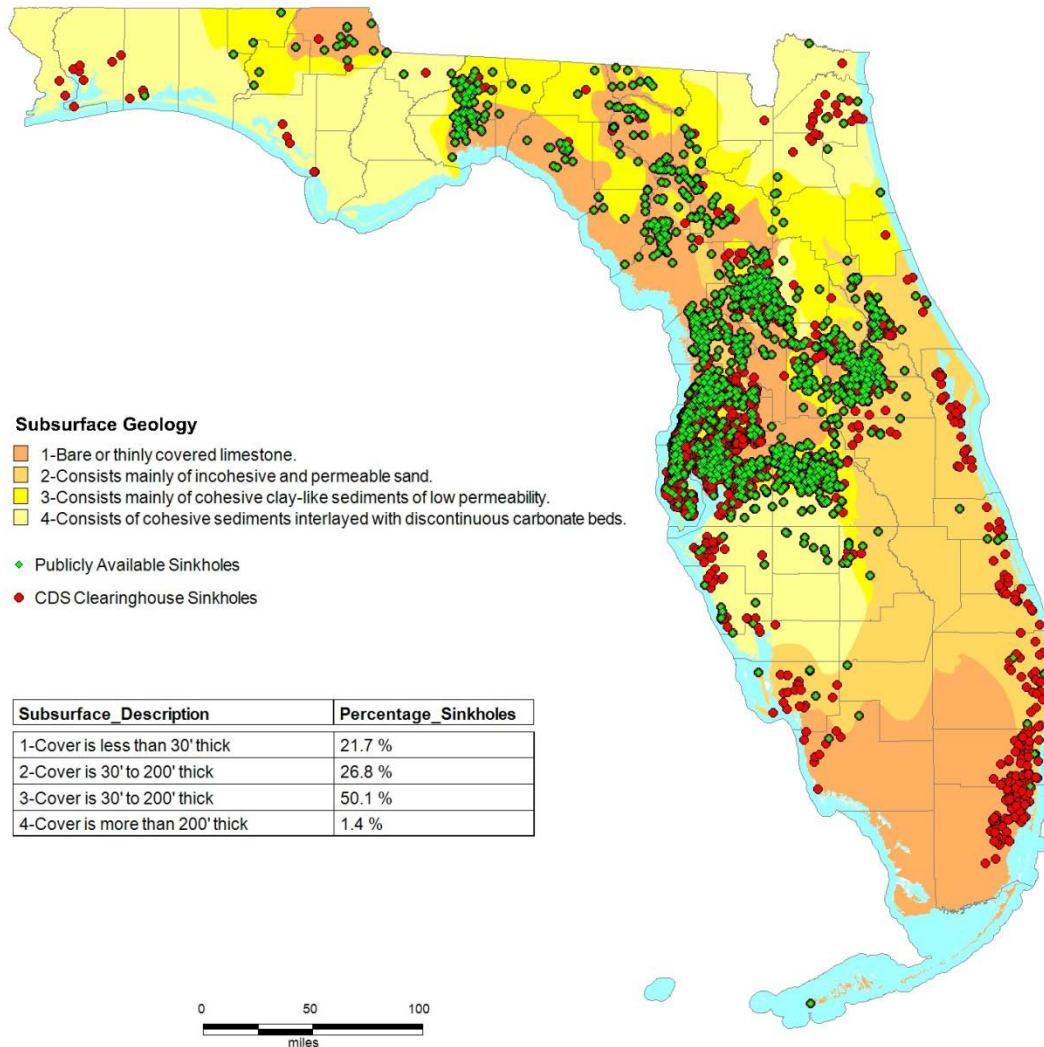 Subsurface Geology
1-Bare or thinly covered limestone.
2-Consists mainly of incohesive and permeable sand.
3-Consists mainly of cohesive clay-like sediments of low permeability.
4-Consists of cohesive sediments interlayed with discontinuous carbonate beds.
Publicly Available Sinkholes
CDS Clearinghouse Sinkholes
Subsurface_Description Percentage_Sinkholes
1-Cover is less than 30' thick 21.7 %
2-Cover is 30' to 200' thick 26.8 %
3-Cover is 30' to 200' thick 50.1 %
4-Cover is more than 200' thick 1.4 %
0 50 100
miles